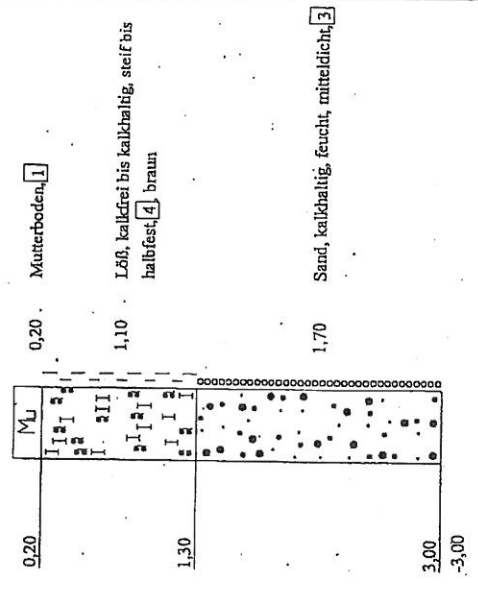 Mu
0,20
1,30
3,00
-3,00
0,20 Mutterboden, 1
1,10 Löß, kalkfrei bis kalkhaltig, steif bis
halbfest, 4, braun
1,70 Sand, kalkhaltig, feucht, mitteldicht, 3